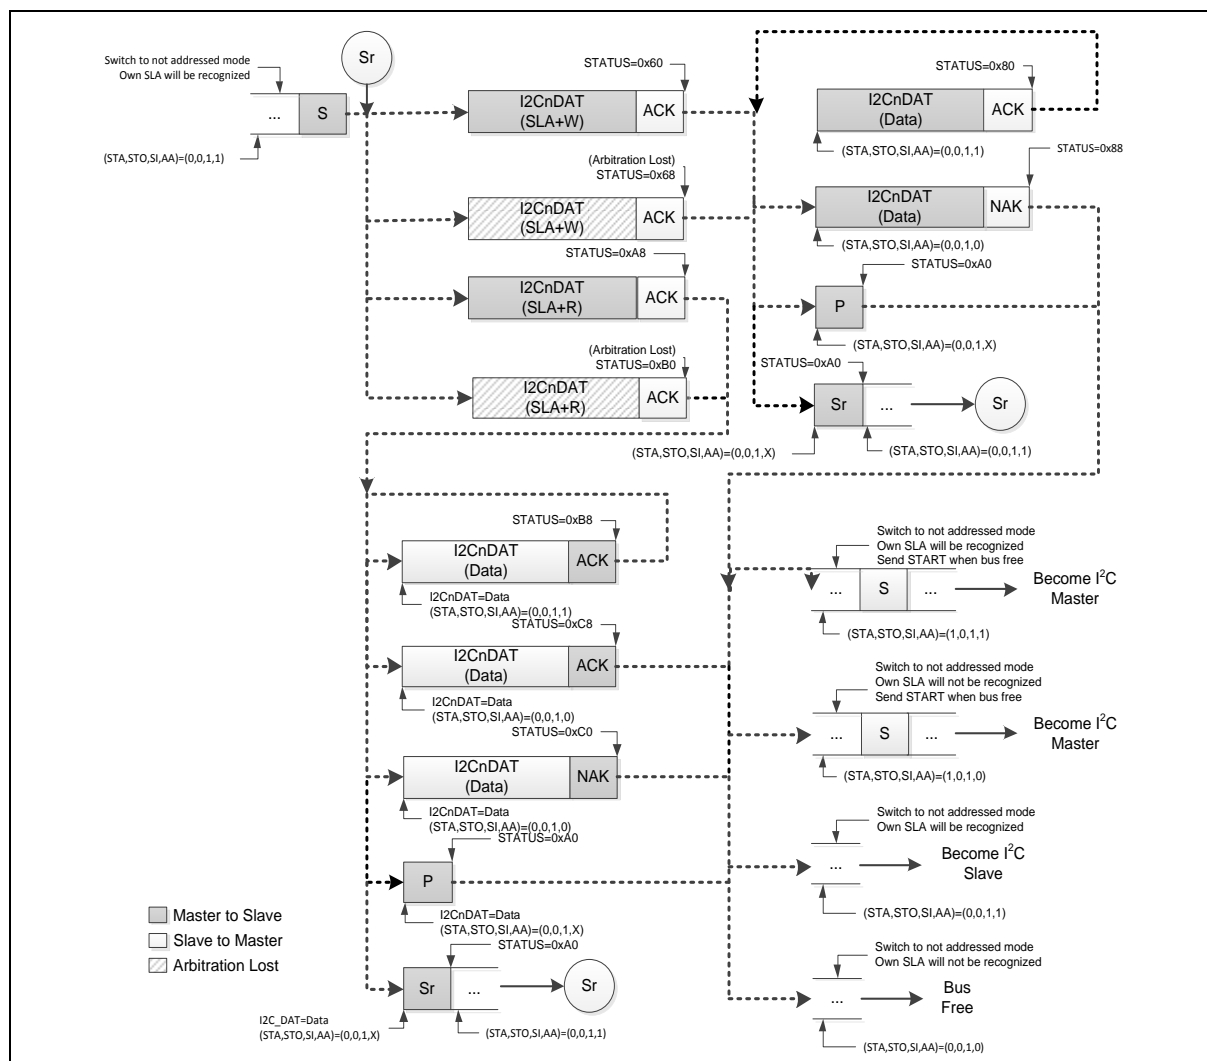 Switch to not addressed mode
Own SLA will be recognized
Sr
...
S
(STA,STO,SI,AA)=(0,0,1,1)
STATUS=0x60
I2CnDAT
(SLA+W)
ACK
STATUS=0x80
I2CnDAT
(Data)
ACK
(STA,STO,SI,AA)=(0,0,1,1)
(Arbitration Lost)
STATUS=0x68
I2CnDAT
(SLA+W)
ACK
STATUS=0x88
I2CnDAT
(Data)
NAK
(STA,STO,SI,AA)=(0,0,1,0)
STATUS=0xA8
I2CnDAT
(SLA+R)
ACK
STATUS=0xA0
P
(STA,STO,SI,AA)=(0,0,1,X)
(Arbitration Lost)
STATUS=0xB0
I2CnDAT
(SLA+R)
ACK
STATUS=0xA0
Sr
...
Sr
(STA,STO,SI,AA)=(0,0,1,X)
(STA,STO,SI,AA)=(0,0,1,1)
STATUS=0xB8
I2CnDAT
(Data)
ACK
I2CnDAT=Data
(STA,STO,SI,AA)=(0,0,1,1)
STATUS=0xC8
I2CnDAT
(Data)
ACK
I2CnDAT=Data
(STA,STO,SI,AA)=(0,0,1,0)
STATUS=0xC0
I2CnDAT
(Data)
NAK
I2CnDAT=Data
(STA,STO,SI,AA)=(0,0,1,0)
STATUS=0xA0
P
I2CnDAT=Data
(STA,STO,SI,AA)=(0,0,1,X)
STATUS=0xA0
Sr
...
Sr
I2C_DAT=Data
(STA,STO,SI,AA)=(0,0,1,X)
(STA,STO,SI,AA)=(0,0,1,1)
Switch to not addressed mode
Own SLA will be recognized
Send START when bus free
...
S
...
Become I²C
Master
(STA,STO,SI,AA)=(1,0,1,1)
Switch to not addressed mode
Own SLA will not be recognized
Send START when bus free
...
S
...
Become I²C
Master
(STA,STO,SI,AA)=(1,0,1,0)
Switch to not addressed mode
Own SLA will be recognized
...
Become I²C
Slave
(STA,STO,SI,AA)=(0,0,1,1)
Switch to not addressed mode
Own SLA will not be recognized
...
Bus
Free
(STA,STO,SI,AA)=(0,0,1,0)
Master to Slave
Slave to Master
Arbitration Lost